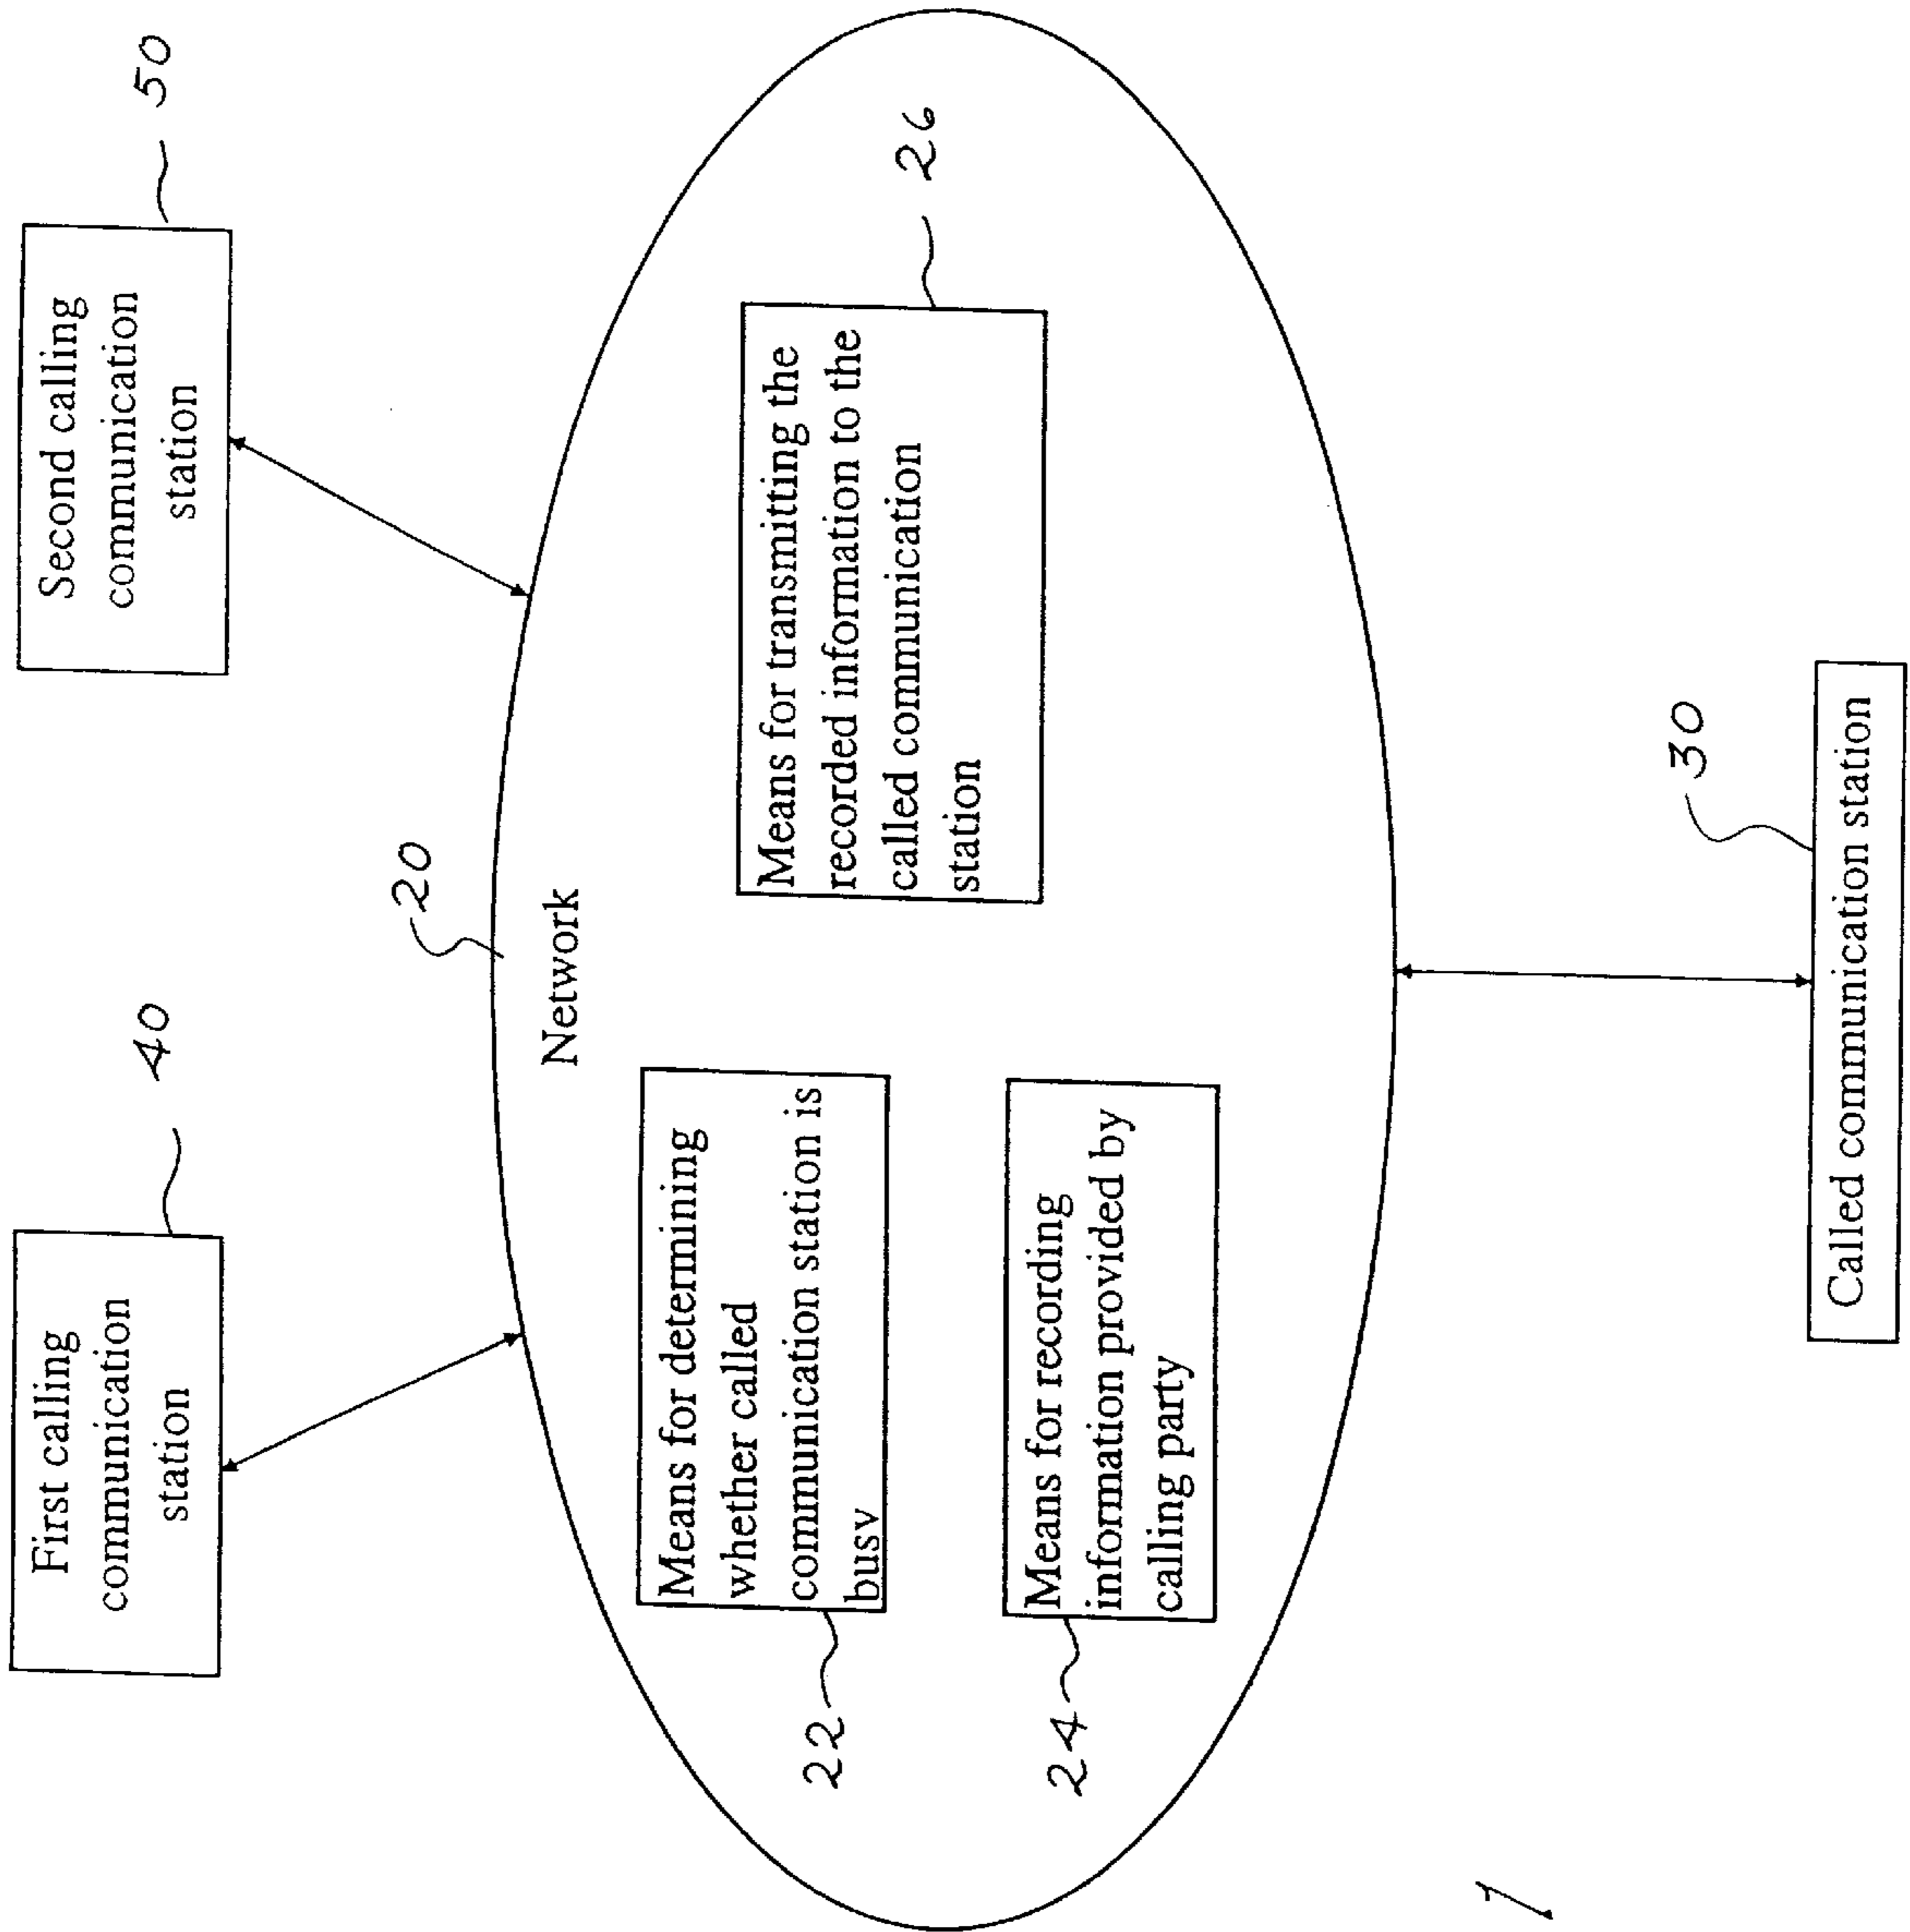 First calling
communication
station
40
Second calling
communication
station
50
20
Network
Means for determining
whether called
communication station is
busy
22
Means for recording
information provided by
calling party
24
Means for transmitting the
recorded information to the
called communication
station
26
30
Called communication station
1